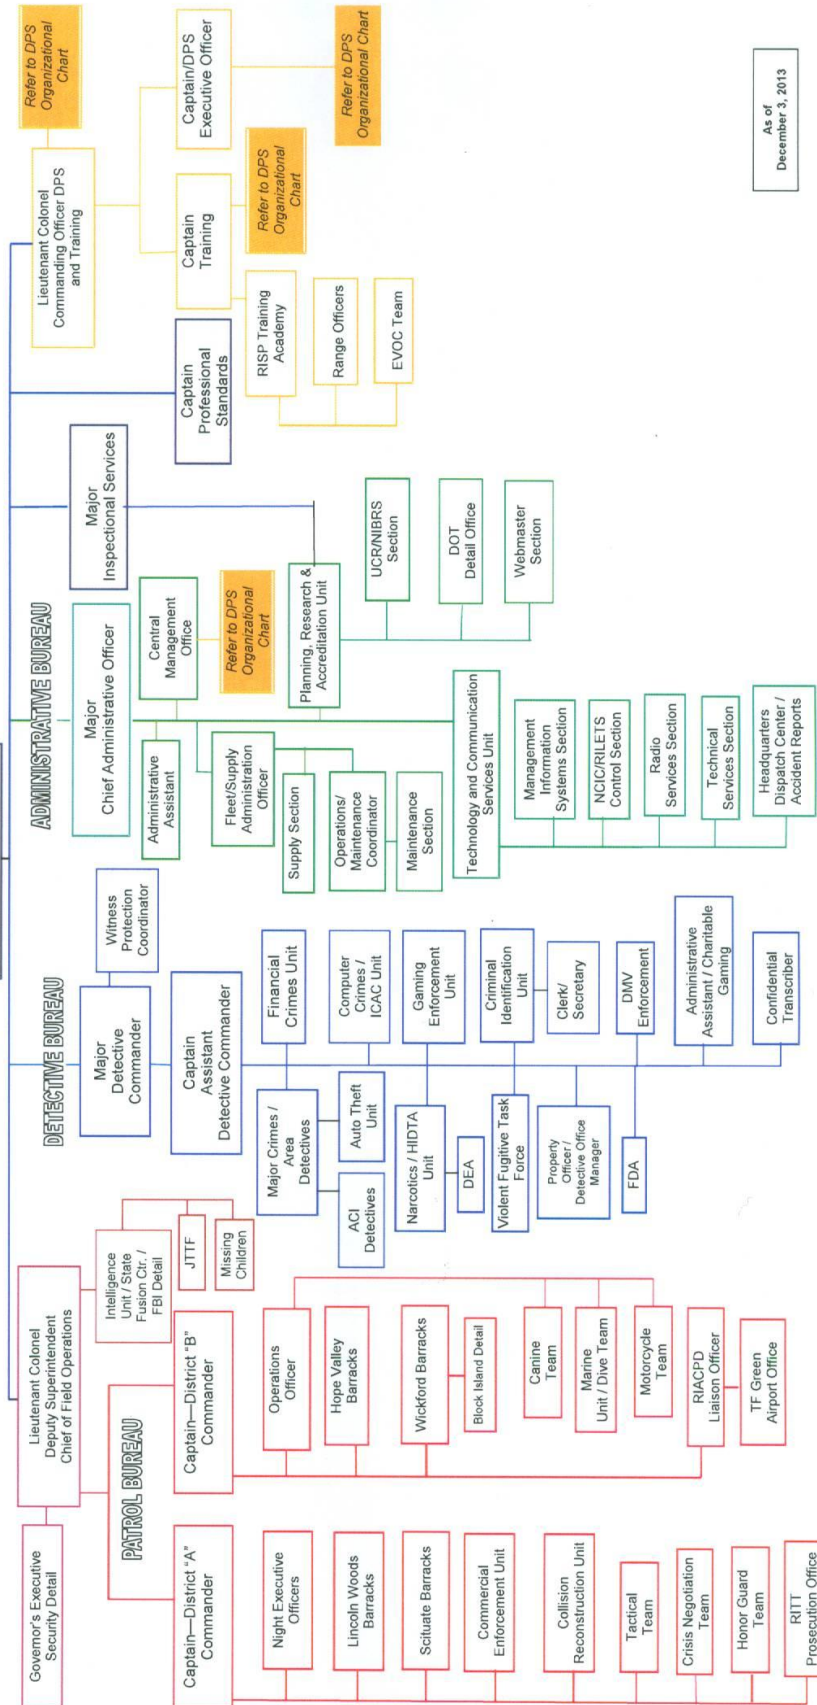 Governor's Executive
Security Detail
Lieutenant Colonel
Deputy Superintendent
Chief of Field Operations
PATROL BUREAU
Intelligence
Unit / State
Fusion Ctr. /
FBI Detail
JTTF
Missing
Children
Captain—District "A"
Commander
Night Executive
Officers
Lincoln Woods
Barracks
Scituate Barracks
Commercial
Enforcement Unit
Collision
Reconstruction Unit
Tactical
Team
Crisis Negotiation
Team
Honor Guard
Team
RITT
Prosecution Office
Captain—District "B"
Commander
Operations
Officer
Hope Valley
Barracks
Wickford Barracks
Block Island Detail
Canine
Team
Marine
Unit / Dive Team
Motorcycle
Team
RIACPD
Liaison Officer
TF Green
Airport Office
DETECTIVE BUREAU
Major
Detective
Commander
Witness
Protection
Coordinator
Captain
Assistant
Detective Commander
Major Crimes /
Area
Detectives
ACI
Detectives
Auto Theft
Unit
Narcotics / HIDTA
Unit
DEA
Violent Fugitive Task
Force
Property
Officer /
Detective Office
Manager
FDA
Financial
Crimes Unit
Computer
Crimes /
ICAC Unit
Gaming
Enforcement
Unit
Criminal
Identification
Unit
Clerk/
Secretary
DMV
Enforcement
Administrative
Assistant / Charitable
Gaming
Confidential
Transcriber
ADMINISTRATIVE BUREAU
Major
Chief Administrative Officer
Administrative
Assistant
Central
Management
Office
Refer to DPS
Organizational
Chart
Fleet/Supply
Administration
Officer
Supply Section
Operations/
Maintenance
Coordinator
Maintenance
Section
Planning, Research &
Accreditation Unit
UCR/NIBRS
Section
DOT
Detail Office
Webmaster
Section
Technology and Communication
Services Unit
Management
Information
Systems Section
NCIC/RILETS
Control Section
Radio
Services Section
Technical
Services Section
Headquarters
Dispatch Center /
Accident Reports
Major
Inspectional Services
Captain
Professional
Standards
Lieutenant Colonel
Commanding Officer DPS
and Training
Refer to DPS
Organizational
Chart
Captain
Training
Refer to DPS
Organizational
Chart
RISP Training
Academy
Range Officers
EVOC Team
Captain/DPS
Executive Officer
Refer to DPS
Organizational Chart
As of
December 3, 2013